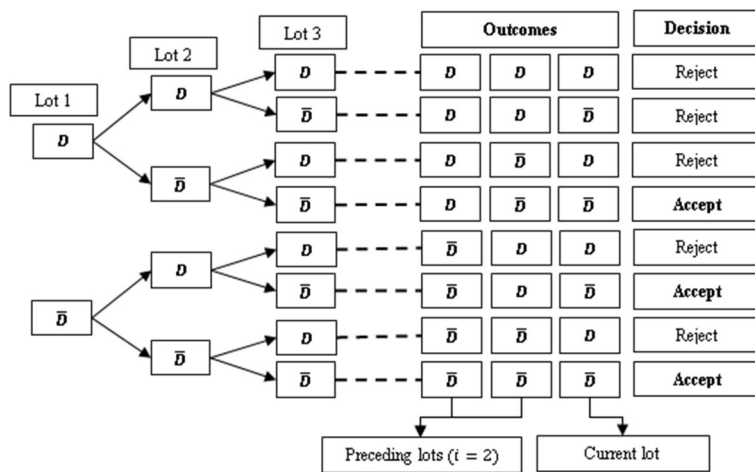 Lot 1
Lot 2
Lot 3
Outcomes
Decision
D
D
D
D D D
Reject
D̅
D D D̅
Reject
D̅
D
D D̅ D
Reject
D̅
D D̅ D̅
Accept
D̅
D
D
D̅ D D
Reject
D̅
D̅ D D̅
Accept
D̅
D
D̅ D̅ D
Reject
D̅
D̅ D̅ D̅
Accept
Preceding lots (i = 2)
Current lot